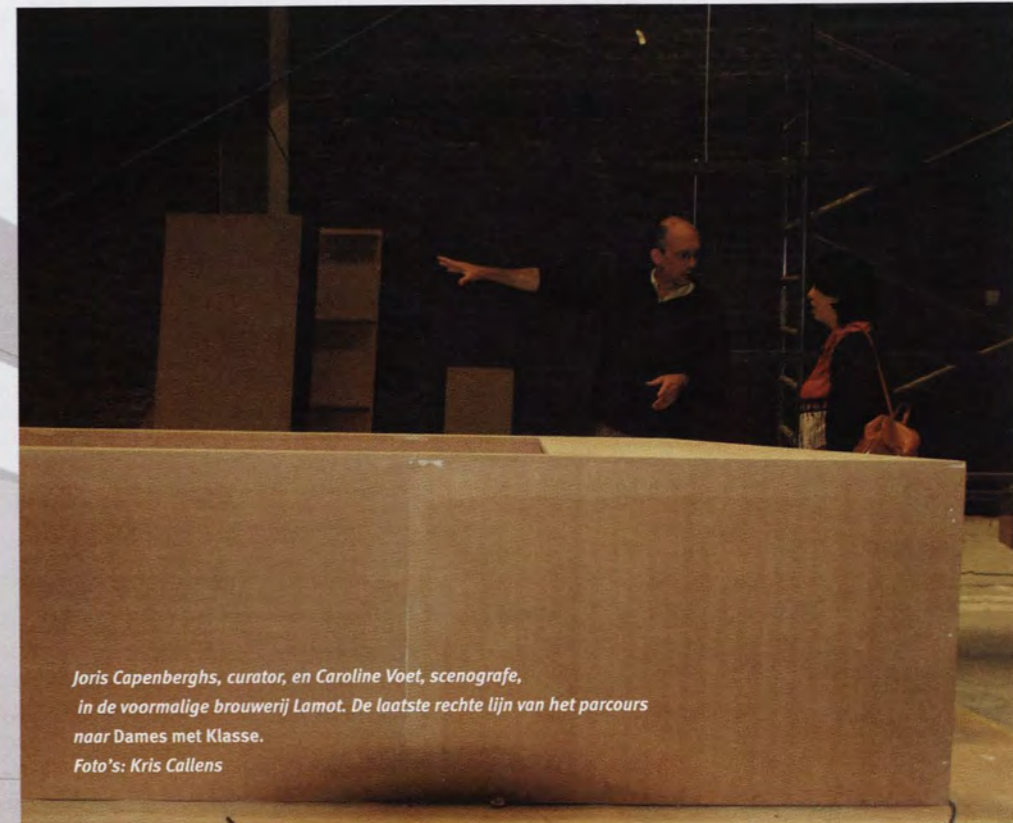 Joris Capenberghs, curator, en Caroline Voet, scenografe,
in de voormalige brouwerij Lamot. De laatste rechte lijn van het parcours
naar Dames met Klasse.
Foto's: Kris Callens